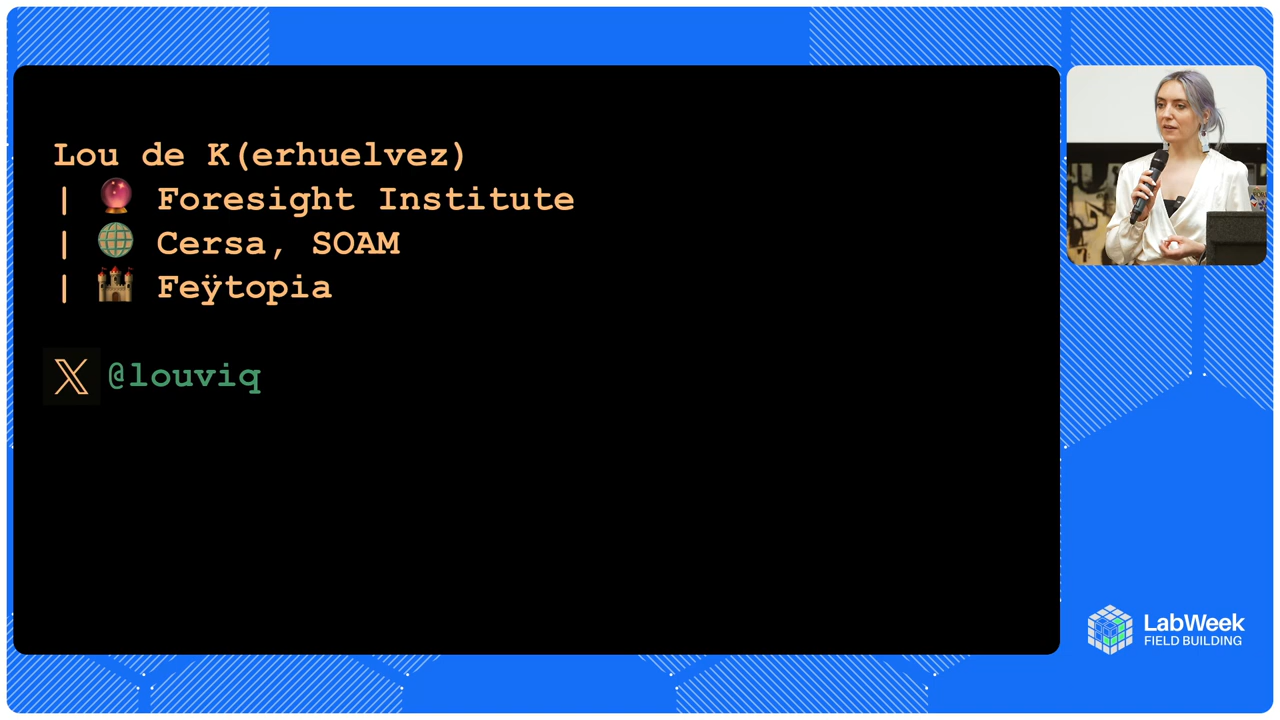 Lou de K(erhuelvez)
| 🔮 Foresight Institute
| 🌐 Cersa, SOAM
| 🏰 Feÿtopia
𝕏 @louviq
LabWeek
FIELD BUILDING